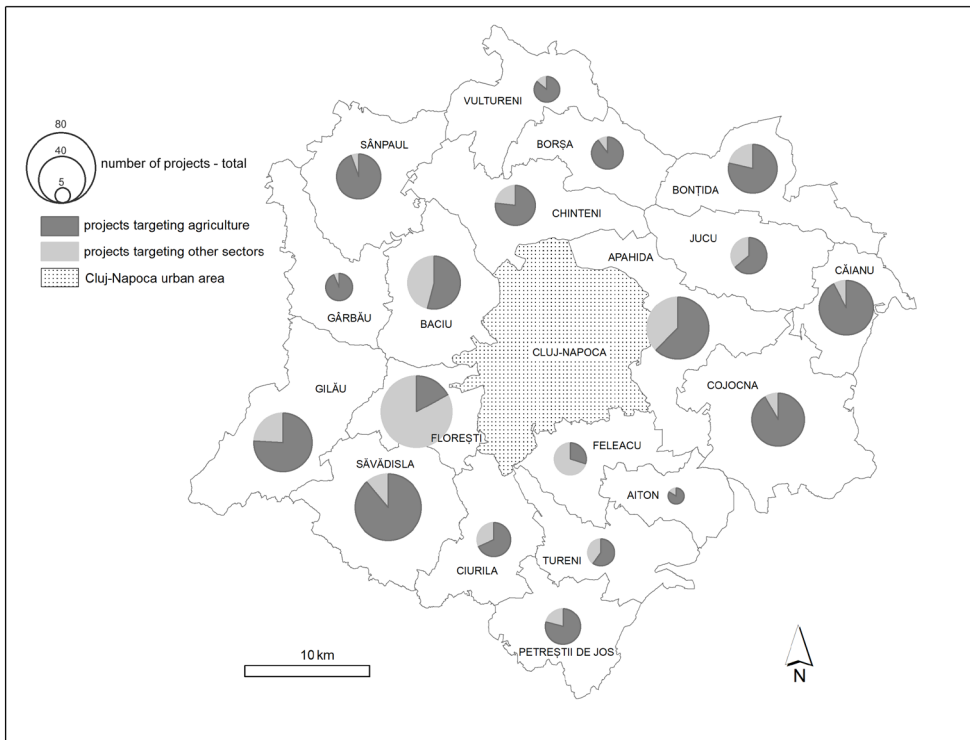 VULTURENI
SÂNPAUL
BORȘA
BONȚIDA
80
40
5
number of projects - total
CHINTENI
projects targeting agriculture
projects targeting other sectors
Cluj-Napoca urban area
JUCU
APAHIDA
CĂIANU
GÂRBĂU
BACIU
CLUJ-NAPOCA
GILĂU
COJOCNA
FLOREȘTI
FELEACU
SĂVĂDISLA
AITON
CIURILA
TURENI
PETREȘTII DE JOS
10 km
N